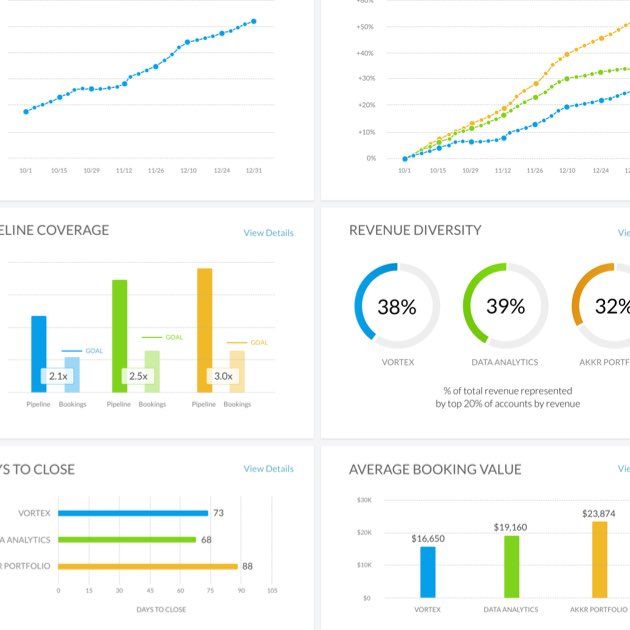 +60%
+50%
+40%
+30%
+20%
+10%
0%
10/1 10/15 10/29 11/12 11/26 12/10 12/24 12/31
10/1 10/15 10/29 11/12 11/26 12/10 12/24
ELINE COVERAGE
View Details
GOAL
GOAL
GOAL
2.1x
2.5x
3.0x
Pipeline Bookings Pipeline Bookings Pipeline Bookings
REVENUE DIVERSITY
Vie
38%
39%
32%
VORTEX
DATA ANALYTICS
AKKR PORTF
% of total revenue represented
by top 20% of accounts by revenue
YS TO CLOSE
View Details
VORTEX
73
A ANALYTICS
68
R PORTFOLIO
88
0 15 30 45 60 75 90 105
DAYS TO CLOSE
AVERAGE BOOKING VALUE
Vie
$30K
$20K
$10K
$0
$16,650
$19,160
$23,874
VORTEX
DATA ANALYTICS
AKKR PORTFOLIO